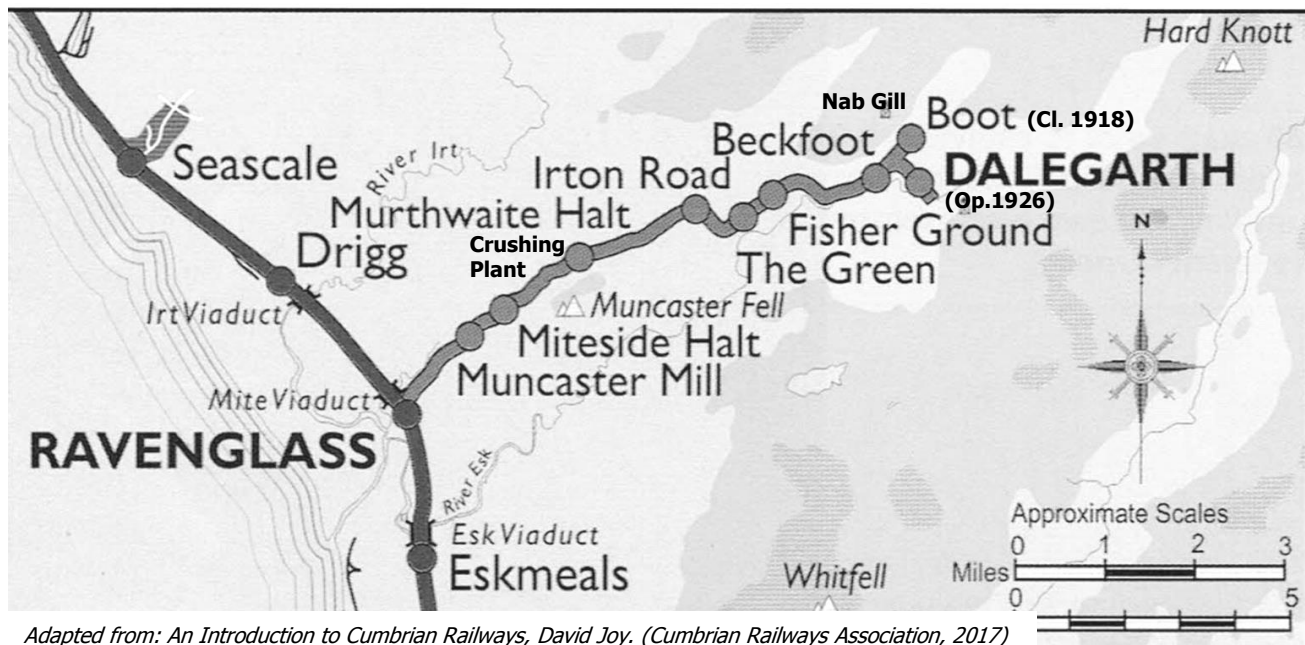 Hard Knott
Nab Gill
Boot (Cl. 1918)
Beckfoot
DALEGARTH
(Op.1926)
Seascale
River Irt
Irton Road
Murthwaite Halt
Fisher Ground
Crushing
Plant
The Green
Drigg
N
Irt Viaduct
Muncaster Fell
Miteside Halt
Muncaster Mill
Mite Viaduct
RAVENGLASS
River Esk
Esk Viaduct
Eskmeals
Whitfell
Approximate Scales
0 1 2 3
Miles
0 5
Adapted from: An Introduction to Cumbrian Railways, David Joy. (Cumbrian Railways Association, 2017)